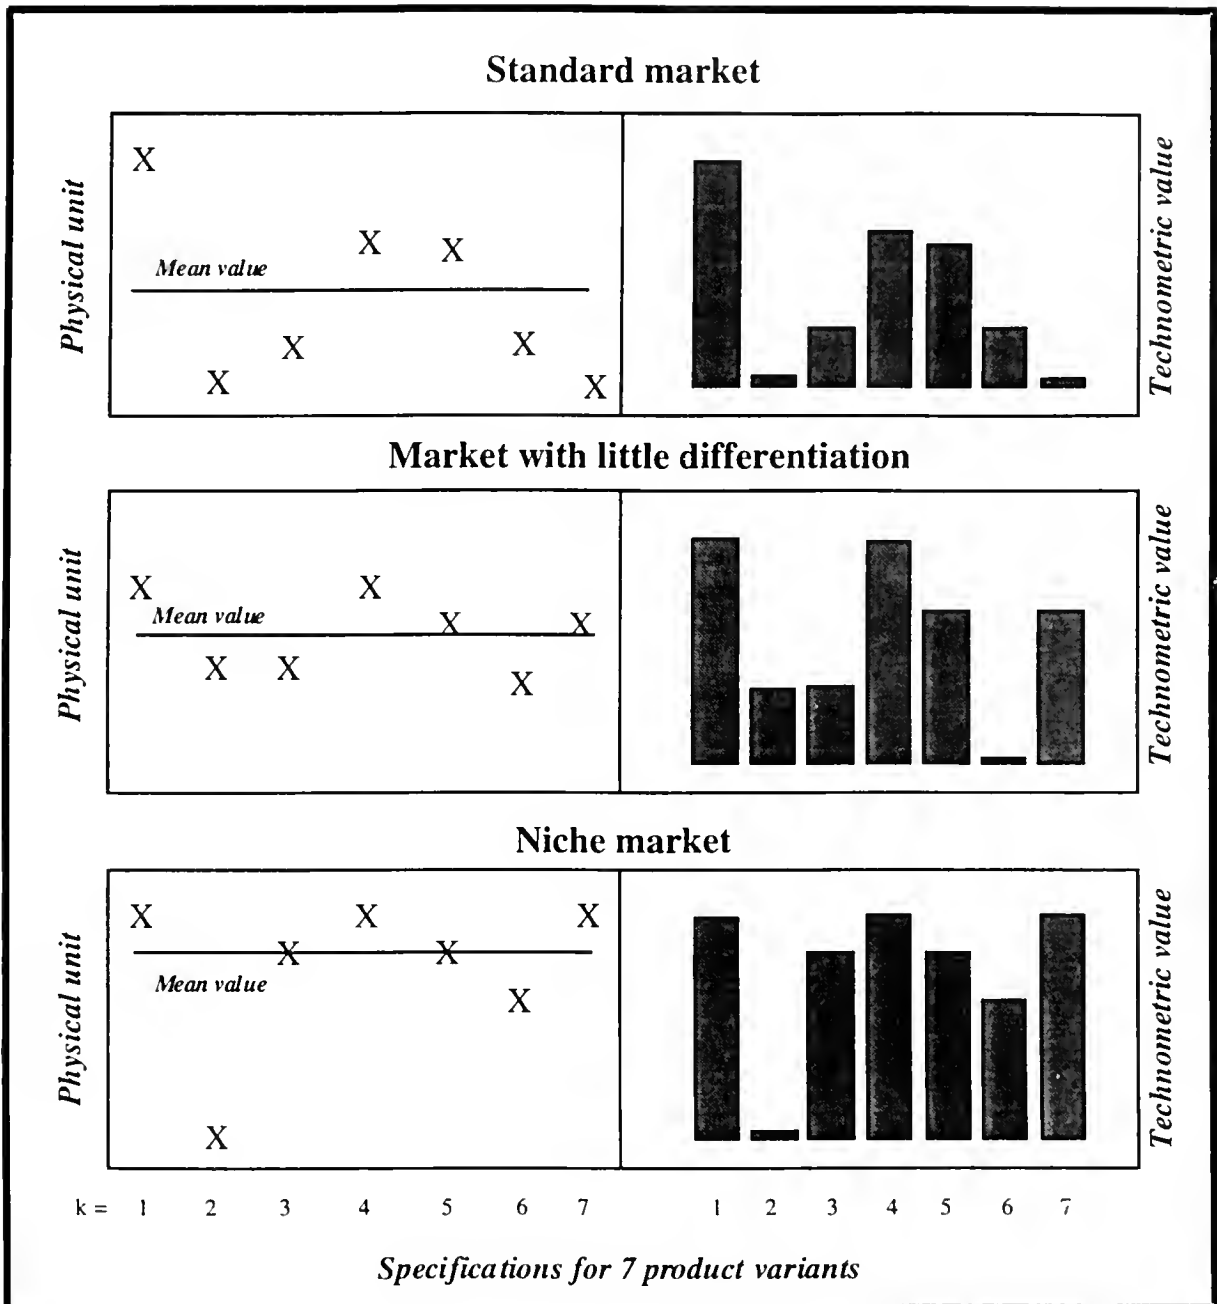 Standard market
Physical unit
X
X
X
X
X
X
X
Mean value
Technometric value
Market with little differentiation
Physical unit
X
X
X
X
X
X
X
Mean value
Technometric value
Niche market
Physical unit
X
X
X
X
X
X
X
Mean value
Technometric value
k = 1 2 3 4 5 6 7 1 2 3 4 5 6 7
Specifications for 7 product variants